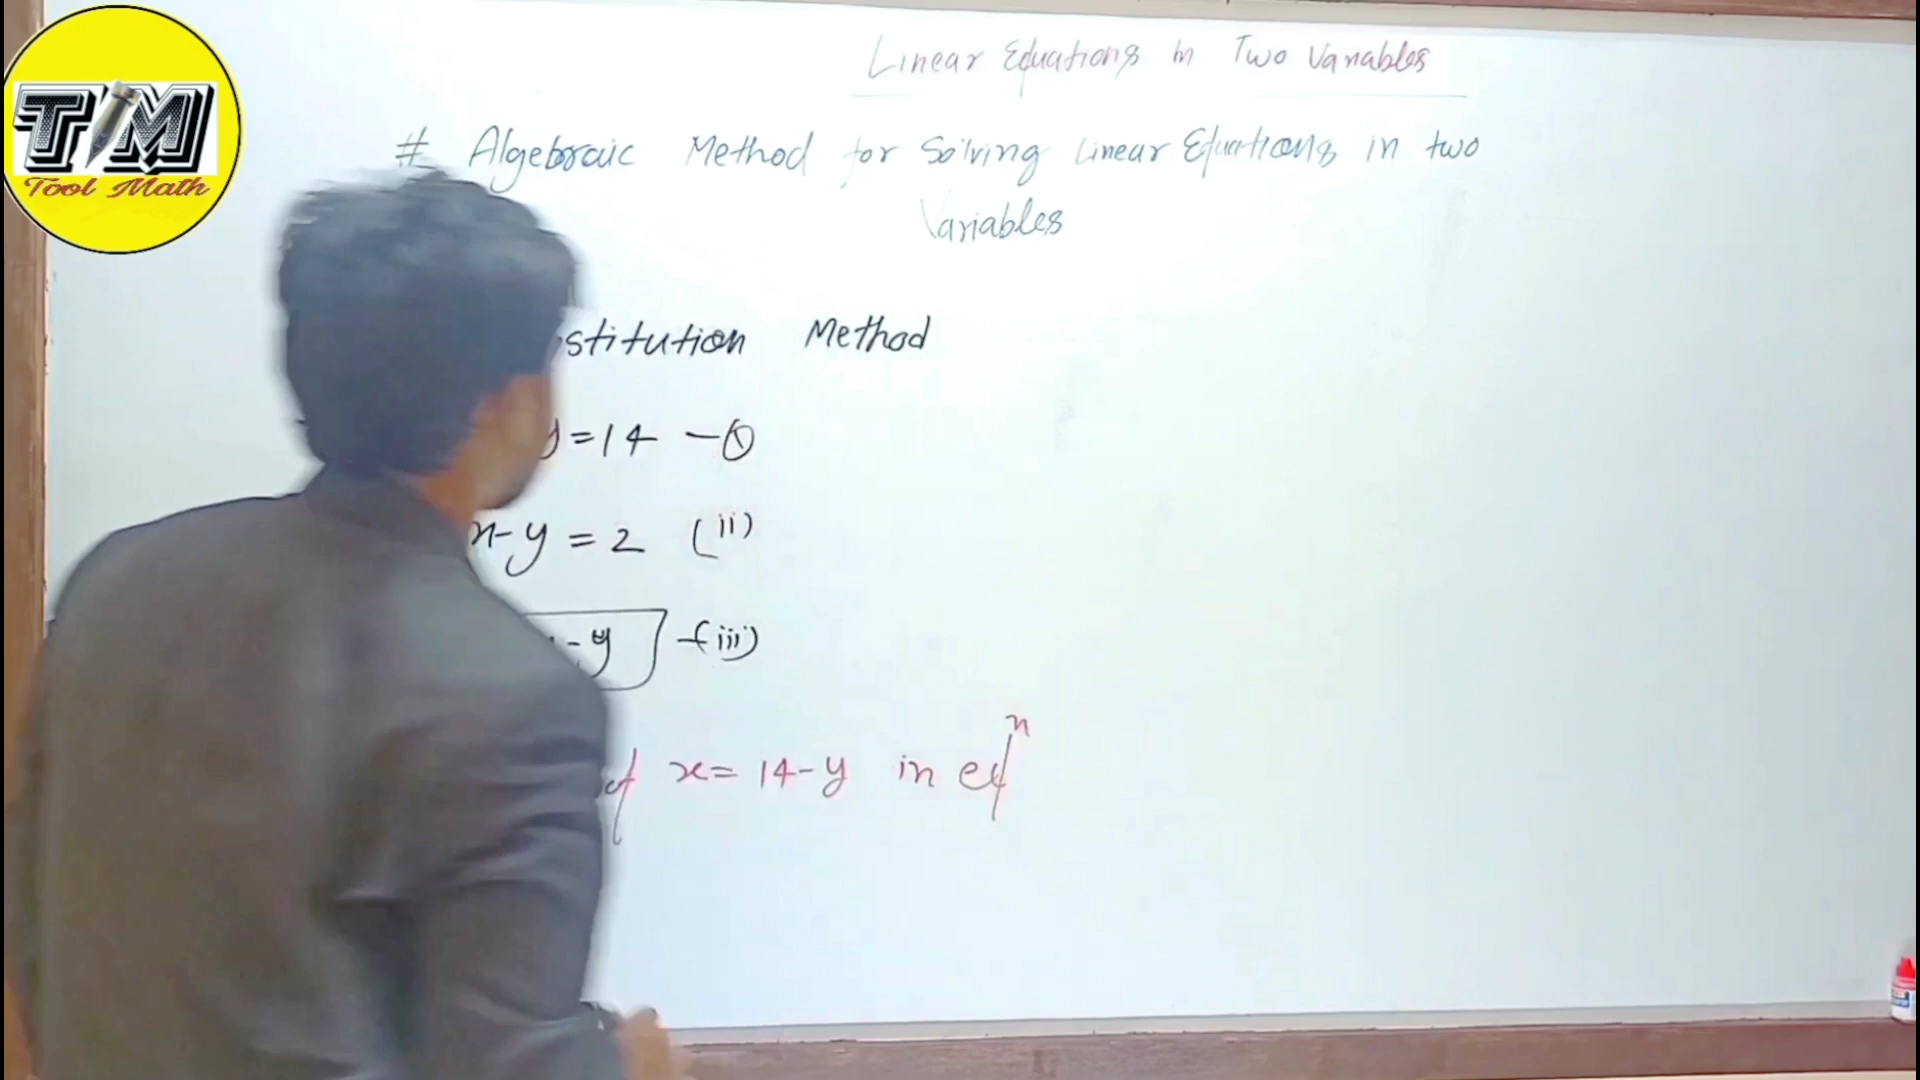 TM
Tool Math
Linear Equations in Two Variables
# Algebraic Method for Solving Linear Equations in two
Variables
stitution Method
y = 14 - (i)
x - y = 2 (ii)
- y - (iii)
of x = 14 - y in eqⁿ